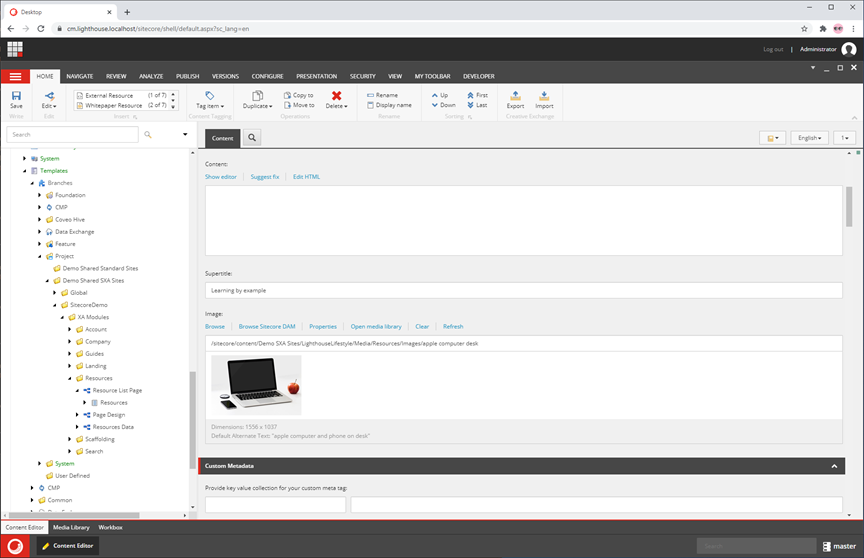 Desktop
cm.lighthouse.localhost/sitecore/shell/default.aspx?sc_lang=en
Log out | Administrator
HOME NAVIGATE REVIEW ANALYZE PUBLISH VERSIONS CONFIGURE PRESENTATION SECURITY VIEW MY TOOLBAR DEVELOPER
External Resource (1 of 7) Copy to Rename Up First
Whitepaper Resource (2 of 7) Move to Display name Down Last
Save Edit Tag item Duplicate Delete Export Import
Write Edit Insert Content Tagging Operations Rename Sorting Creative Exchange
Search
Content English 1
System
Templates
Branches
Foundation
CMP
Coveo Hive
Data Exchange
Feature
Project
Demo Shared Standard Sites
Demo Shared SXA Sites
Global
SitecoreDemo
XA Modules
Account
Company
Guides
Landing
Resources
Resource List Page
Resources
Page Design
Resources Data
Scaffolding
Search
System
User Defined
CMP
Common
Content:
Show editor Suggest fix Edit HTML
Supertitle:
Learning by example
Image:
Browse Browse Sitecore DAM Properties Open media library Clear Refresh
/sitecore/content/Demo SXA Sites/LighthouseLifestyle/Media/Resources/Images/apple computer desk
Dimensions: 1556 x 1037
Default Alternate Text: "apple computer and phone on desk"
Custom Metadata
Provide key value collection for your custom meta tag:
Content Editor Media Library Workbox
Content Editor Search master